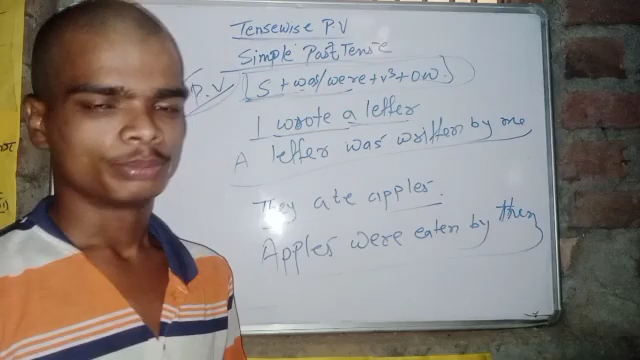 Tensewise P.V
Simple Past Tense
P.V [S + was/were + v³ + ow]
I wrote a letter
A letter was written by me
They ate apples.
Apples were eaten by them